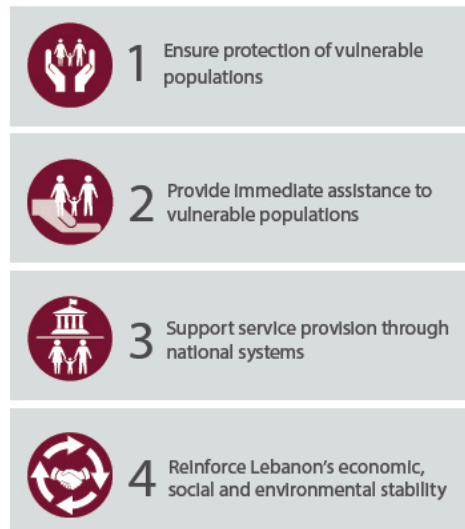 1
Ensure protection of vulnerable
populations
2
Provide immediate assistance to
vulnerable populations
3
Support service provision through
national systems
4
Reinforce Lebanon's economic,
social and environmental stability